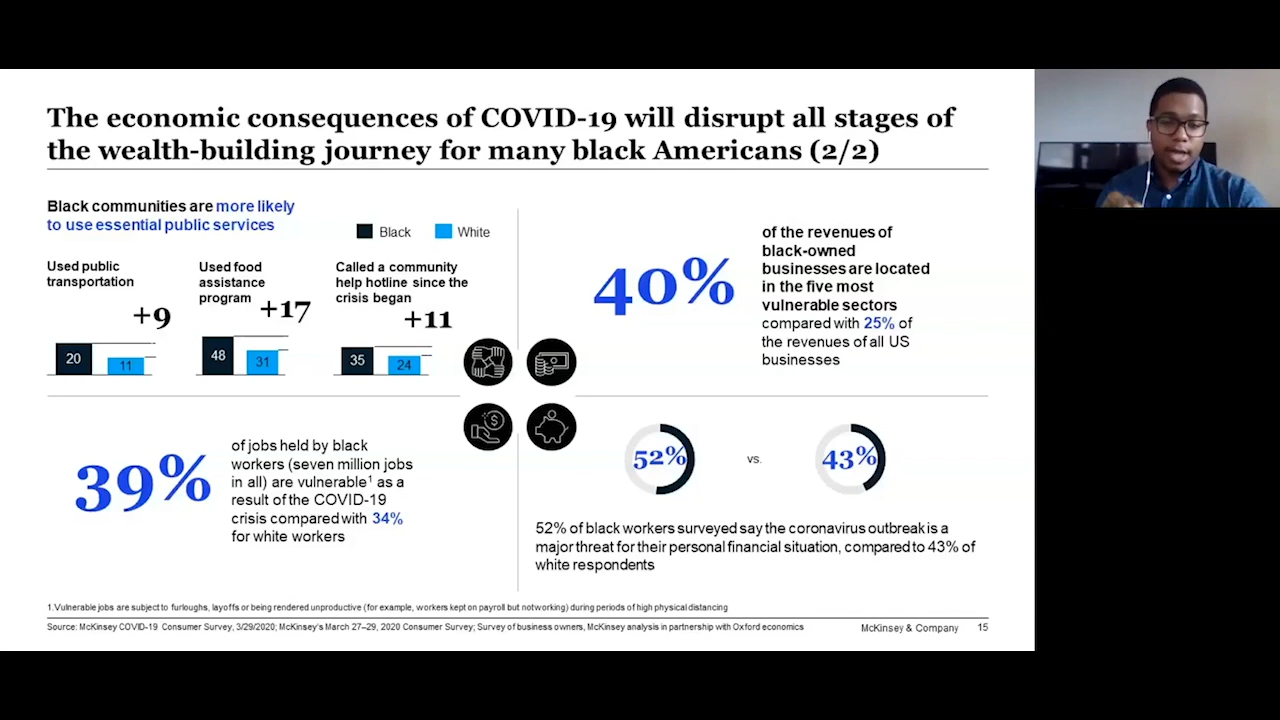 The economic consequences of COVID-19 will disrupt all stages of
the wealth-building journey for many black Americans (2/2)
Black communities are more likely
to use essential public services
Black
White
Used public
transportation
+9
20
11
Used food
assistance
program
+17
48
31
Called a community
help hotline since the
crisis began
+11
35
24
40%
of the revenues of
black-owned
businesses are located
in the five most
vulnerable sectors
compared with 25% of
the revenues of all US
businesses
39%
of jobs held by black
workers (seven million jobs
in all) are vulnerable¹ as a
result of the COVID-19
crisis compared with 34%
for white workers
52%
vs.
43%
52% of black workers surveyed say the coronavirus outbreak is a
major threat for their personal financial situation, compared to 43% of
white respondents
1.Vulnerable jobs are subject to furloughs, layoffs or being rendered unproductive (for example, workers kept on payroll but not working) during periods of high physical distancing
Source: McKinsey COVID-19 Consumer Survey, 3/29/2020; McKinsey's March 27–29, 2020 Consumer Survey; Survey of business owners, McKinsey analysis in partnership with Oxford economics
McKinsey & Company 15